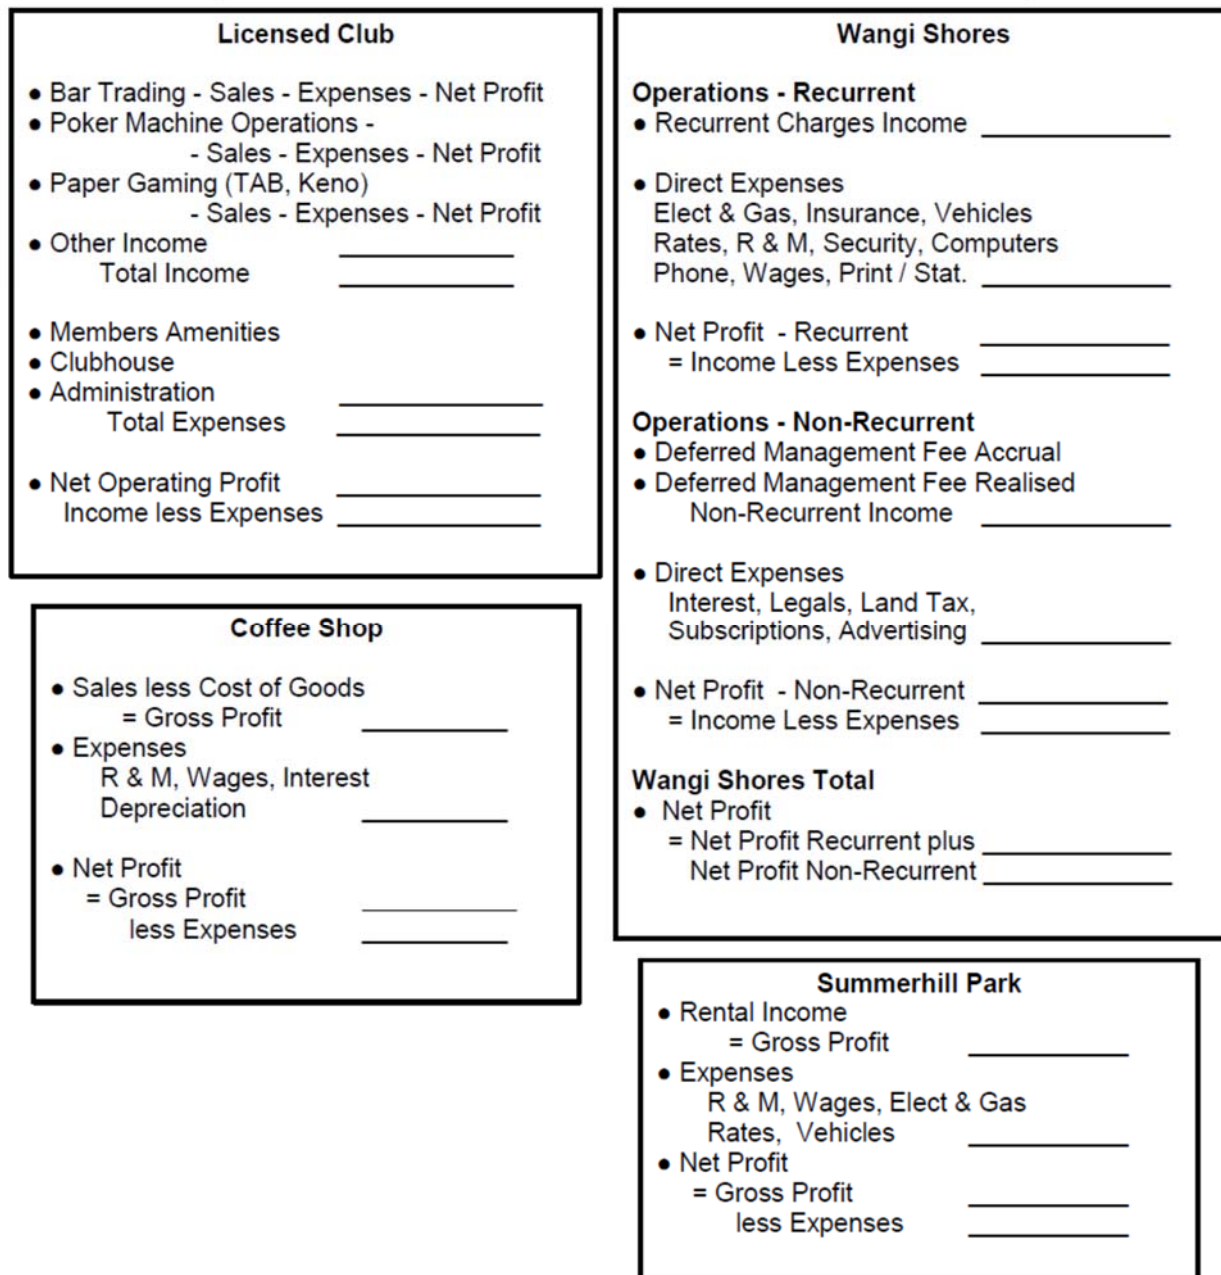 Licensed Club
● Bar Trading - Sales - Expenses - Net Profit
● Poker Machine Operations -
- Sales - Expenses - Net Profit
● Paper Gaming (TAB, Keno)
- Sales - Expenses - Net Profit
● Other Income
Total Income
● Members Amenities
● Clubhouse
● Administration
Total Expenses
● Net Operating Profit
Income less Expenses
Coffee Shop
● Sales less Cost of Goods
= Gross Profit
● Expenses
R & M, Wages, Interest
Depreciation
● Net Profit
= Gross Profit
less Expenses
Wangi Shores
Operations - Recurrent
● Recurrent Charges Income
● Direct Expenses
Elect & Gas, Insurance, Vehicles
Rates, R & M, Security, Computers
Phone, Wages, Print / Stat.
● Net Profit - Recurrent
= Income Less Expenses
Operations - Non-Recurrent
● Deferred Management Fee Accrual
● Deferred Management Fee Realised
Non-Recurrent Income
● Direct Expenses
Interest, Legals, Land Tax,
Subscriptions, Advertising
● Net Profit - Non-Recurrent
= Income Less Expenses
Wangi Shores Total
● Net Profit
= Net Profit Recurrent plus
Net Profit Non-Recurrent
Summerhill Park
● Rental Income
= Gross Profit
● Expenses
R & M, Wages, Elect & Gas
Rates, Vehicles
● Net Profit
= Gross Profit
less Expenses